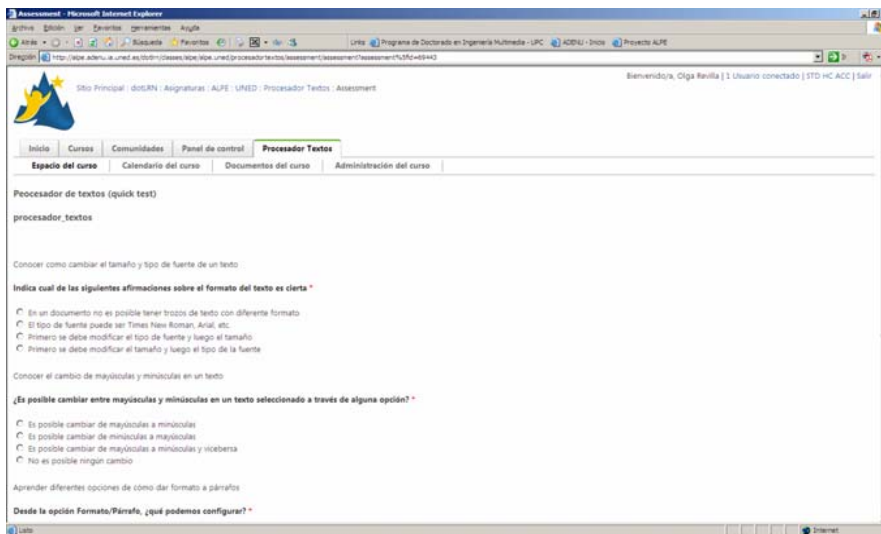 Assessment - Microsoft Internet Explorer
Archivo Edición Ver Favoritos Herramientas Ayuda
Atrás Búsqueda Favoritos Links Programa de Doctorado en Ingeniería Multimedia - UPC ADENU - Inicio Proyecto ALPE
Dirección
Bienvenido/a, Olga Revilla | 1 Usuario conectado | STD HC ACC | Salir
Sitio Principal : dotLRN : Asignaturas : ALPE : UNED : Procesador Textos : Assessment
Inicio Cursos Comunidades Panel de control Procesador Textos
Espacio del curso Calendario del curso Documentos del curso Administración del curso
Peocesador de textos (quick test)
procesador_textos
Conocer como cambiar el tamaño y tipo de fuente de un texto
Indica cual de las siguientes afirmaciones sobre el formato del texto es cierta *
En un documento no es posible tener trozos de texto con diferente formato
El tipo de fuente puede ser Times New Roman, Arial, etc.
Primero se debe modificar el tipo de fuente y luego el tamaño
Primero se debe modificar el tamaño y luego el tipo de la fuente
Conocer el cambio de mayúsculas y minúsculas en un texto
¿Es posible cambiar entre mayúsculas y minúsculas en un texto seleccionado a través de alguna opción? *
Es posible cambiar de mayúsculas a minúsculas
Es posible cambiar de minúsculas a mayúsculas
Es posible cambiar de mayúsculas a minúsculas y vicebersa
No es posible ningún cambio
Aprender diferentes opciones de cómo dar formato a párrafos
Desde la opción Formato/Párrafo, ¿qué podemos configurar? *
Listo Internet